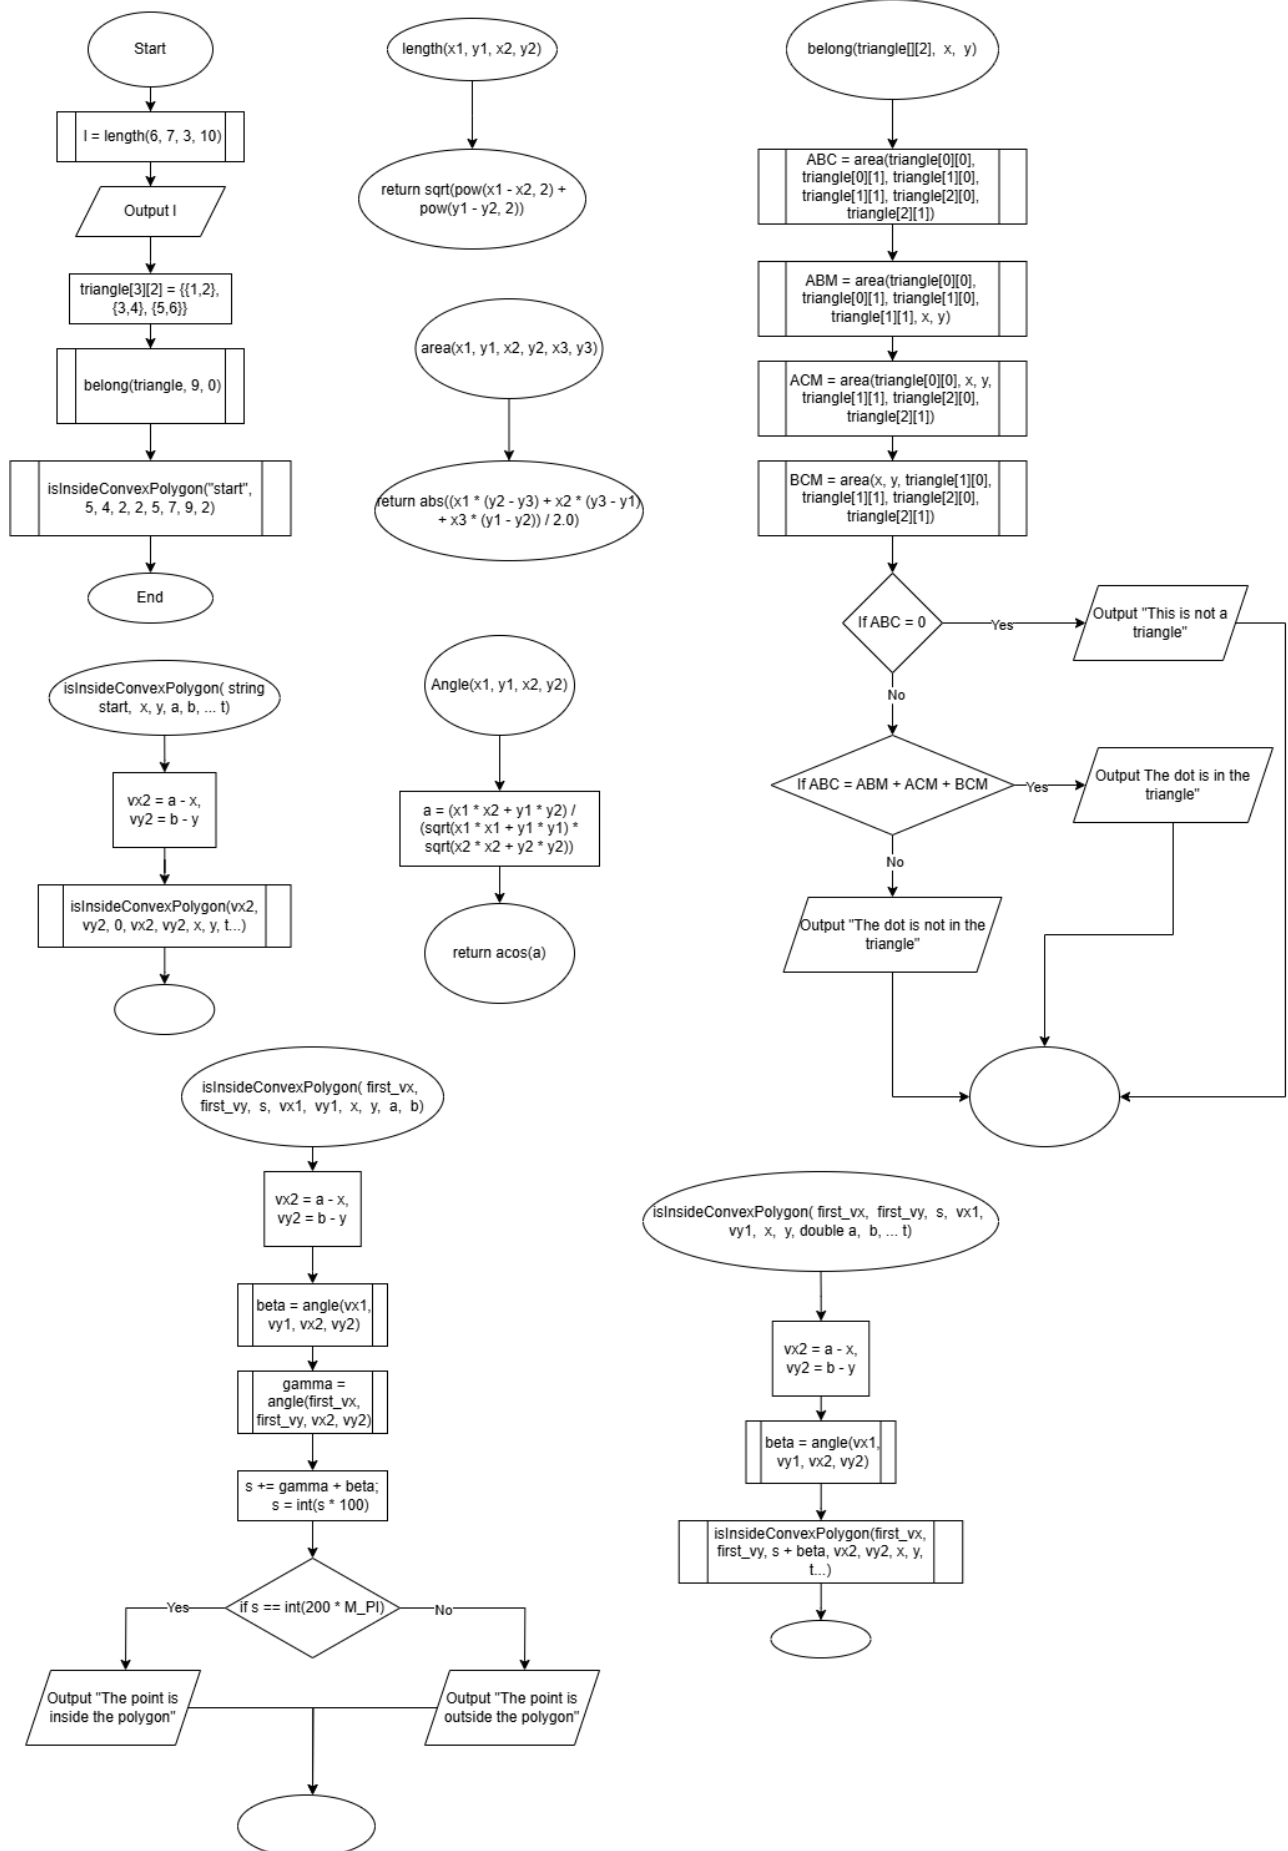 Start
l = length(6, 7, 3, 10)
Output l
triangle[3][2] = {{1,2},
{3,4}, {5,6}}
belong(triangle, 9, 0)
isInsideConvexPolygon("start",
5, 4, 2, 2, 5, 7, 9, 2)
End
length(x1, y1, x2, y2)
return sqrt(pow(x1 - x2, 2) +
pow(y1 - y2, 2))
area(x1, y1, x2, y2, x3, y3)
return abs((x1 * (y2 - y3) + x2 * (y3 - y1)
+ x3 * (y1 - y2)) / 2.0)
belong(triangle[][2], x, y)
ABC = area(triangle[0][0],
triangle[0][1], triangle[1][0],
triangle[1][1], triangle[2][0],
triangle[2][1])
ABM = area(triangle[0][0],
triangle[0][1], triangle[1][0],
triangle[1][1], x, y)
ACM = area(triangle[0][0], x, y,
triangle[1][1], triangle[2][0],
triangle[2][1])
BCM = area(x, y, triangle[1][0],
triangle[1][1], triangle[2][0],
triangle[2][1])
If ABC = 0
Yes
Output "This is not a
triangle"
No
If ABC = ABM + ACM + BCM
Yes
Output The dot is in the
triangle"
No
Output "The dot is not in the
triangle"
isInsideConvexPolygon( string
start, x, y, a, b, ... t)
vx2 = a - x,
vy2 = b - y
isInsideConvexPolygon(vx2,
vy2, 0, vx2, vy2, x, y, t...)
Angle(x1, y1, x2, y2)
a = (x1 * x2 + y1 * y2) /
(sqrt(x1 * x1 + y1 * y1) *
sqrt(x2 * x2 + y2 * y2))
return acos(a)
isInsideConvexPolygon( first_vx,
first_vy, s, vx1, vy1, x, y, a, b)
vx2 = a - x,
vy2 = b - y
beta = angle(vx1,
vy1, vx2, vy2)
gamma =
angle(first_vx,
first_vy, vx2, vy2)
s += gamma + beta;
s = int(s * 100)
if s == int(200 * M_PI)
Yes
No
Output "The point is
inside the polygon"
Output "The point is
outside the polygon"
isInsideConvexPolygon( first_vx, first_vy, s, vx1,
vy1, x, y, double a, b, ... t)
vx2 = a - x,
vy2 = b - y
beta = angle(vx1,
vy1, vx2, vy2)
isInsideConvexPolygon(first_vx,
first_vy, s + beta, vx2, vy2, x, y,
t...)